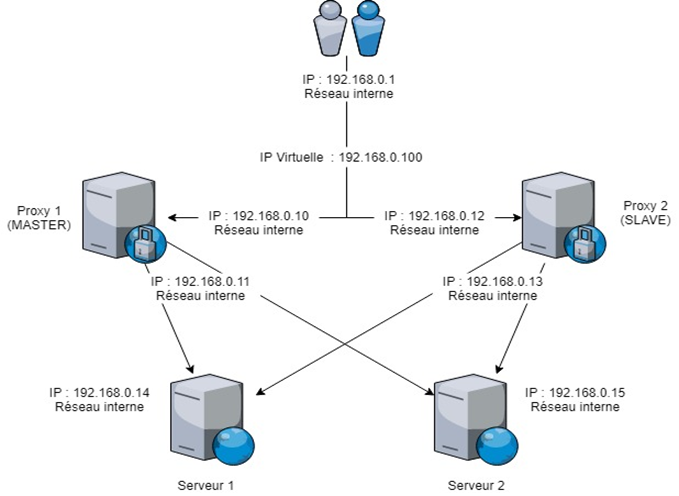 IP : 192.168.0.1
Réseau interne
IP Virtuelle : 192.168.0.100
Proxy 1
(MASTER)
IP : 192.168.0.10
Réseau interne
IP : 192.168.0.12
Réseau interne
Proxy 2
(SLAVE)
IP : 192.168.0.11
Réseau interne
IP : 192.168.0.13
Réseau interne
IP : 192.168.0.14
Réseau interne
IP : 192.168.0.15
Réseau interne
Serveur 1
Serveur 2